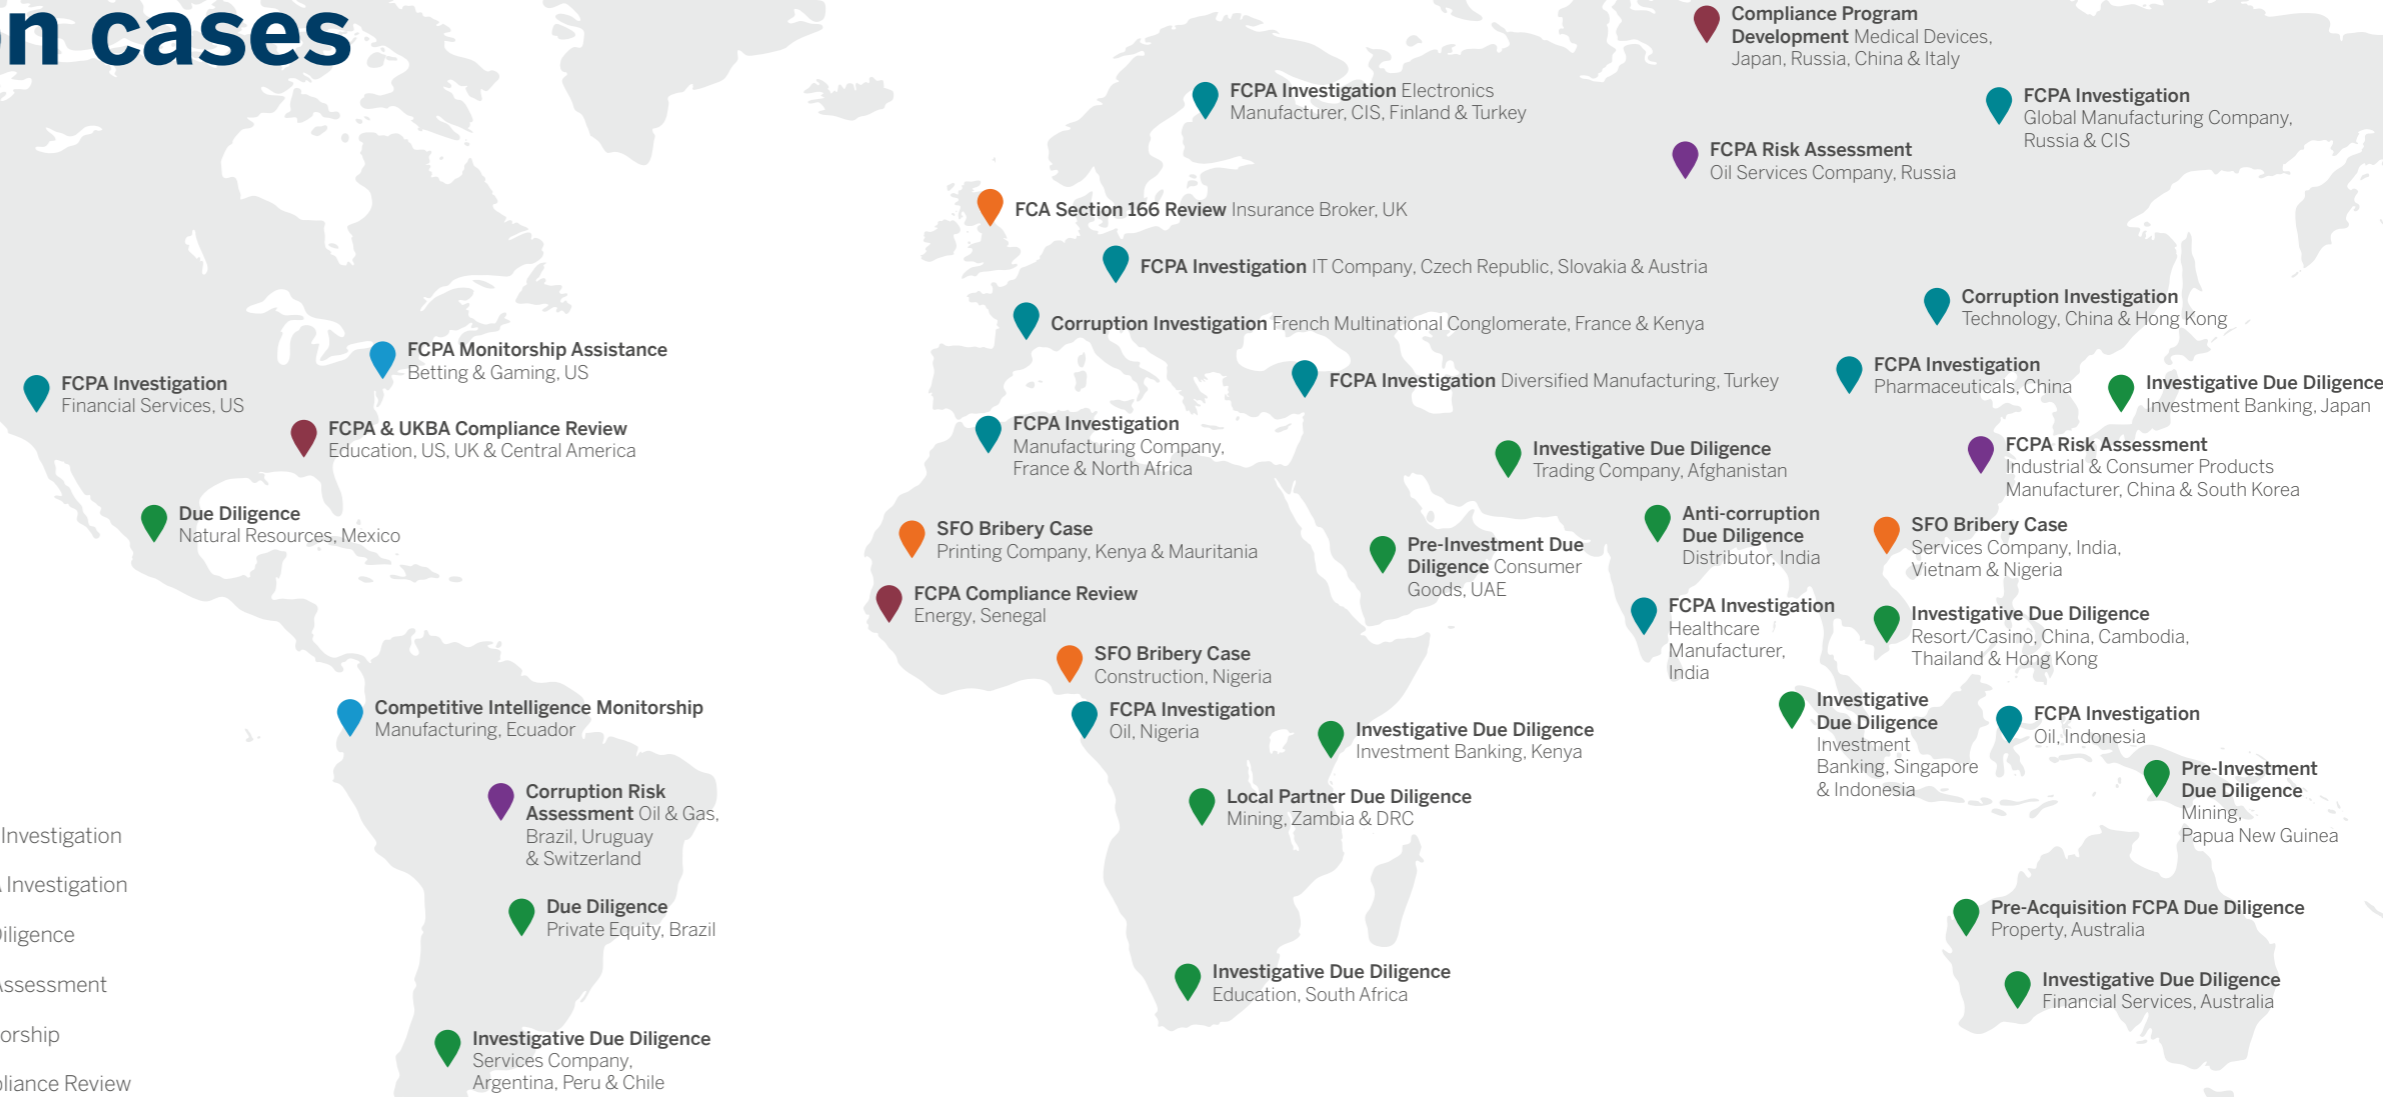 on cases
Compliance Program
Development Medical Devices,
Japan, Russia, China & Italy
FCPA Investigation Electronics
Manufacturer, CIS, Finland & Turkey
FCPA Investigation
Global Manufacturing Company,
Russia & CIS
FCPA Risk Assessment
Oil Services Company, Russia
FCA Section 166 Review Insurance Broker, UK
FCPA Investigation IT Company, Czech Republic, Slovakia & Austria
Corruption Investigation
Technology, China & Hong Kong
Corruption Investigation French Multinational Conglomerate, France & Kenya
FCPA Monitorship Assistance
Betting & Gaming, US
FCPA Investigation
Financial Services, US
FCPA Investigation Diversified Manufacturing, Turkey
FCPA Investigation
Pharmaceuticals, China
Investigative Due Diligence
Investment Banking, Japan
FCPA & UKBA Compliance Review
Education, US, UK & Central America
FCPA Investigation
Manufacturing Company,
France & North Africa
Investigative Due Diligence
Trading Company, Afghanistan
FCPA Risk Assessment
Industrial & Consumer Products
Manufacturer, China & South Korea
Due Diligence
Natural Resources, Mexico
SFO Bribery Case
Printing Company, Kenya & Mauritania
Pre-Investment Due
Diligence Consumer
Goods, UAE
Anti-corruption
Due Diligence
Distributor, India
SFO Bribery Case
Services Company, India,
Vietnam & Nigeria
FCPA Compliance Review
Energy, Senegal
FCPA Investigation
Healthcare
Manufacturer,
India
Investigative Due Diligence
Resort/Casino, China, Cambodia,
Thailand & Hong Kong
SFO Bribery Case
Construction, Nigeria
FCPA Investigation
Oil, Nigeria
Competitive Intelligence Monitorship
Manufacturing, Ecuador
Investigative Due Diligence
Investment Banking, Kenya
Investigative
Due Diligence
Investment
Banking, Singapore
& Indonesia
FCPA Investigation
Oil, Indonesia
Pre-Investment
Due Diligence
Mining,
Papua New Guinea
Corruption Risk
Assessment Oil & Gas,
Brazil, Uruguay
& Switzerland
Local Partner Due Diligence
Mining, Zambia & DRC
Due Diligence
Private Equity, Brazil
Pre-Acquisition FCPA Due Diligence
Property, Australia
Investigative Due Diligence
Education, South Africa
Investigative Due Diligence
Financial Services, Australia
Investigative Due Diligence
Services Company,
Argentina, Peru & Chile
Investigation
Investigation
Diligence
Assessment
orship
pliance Review